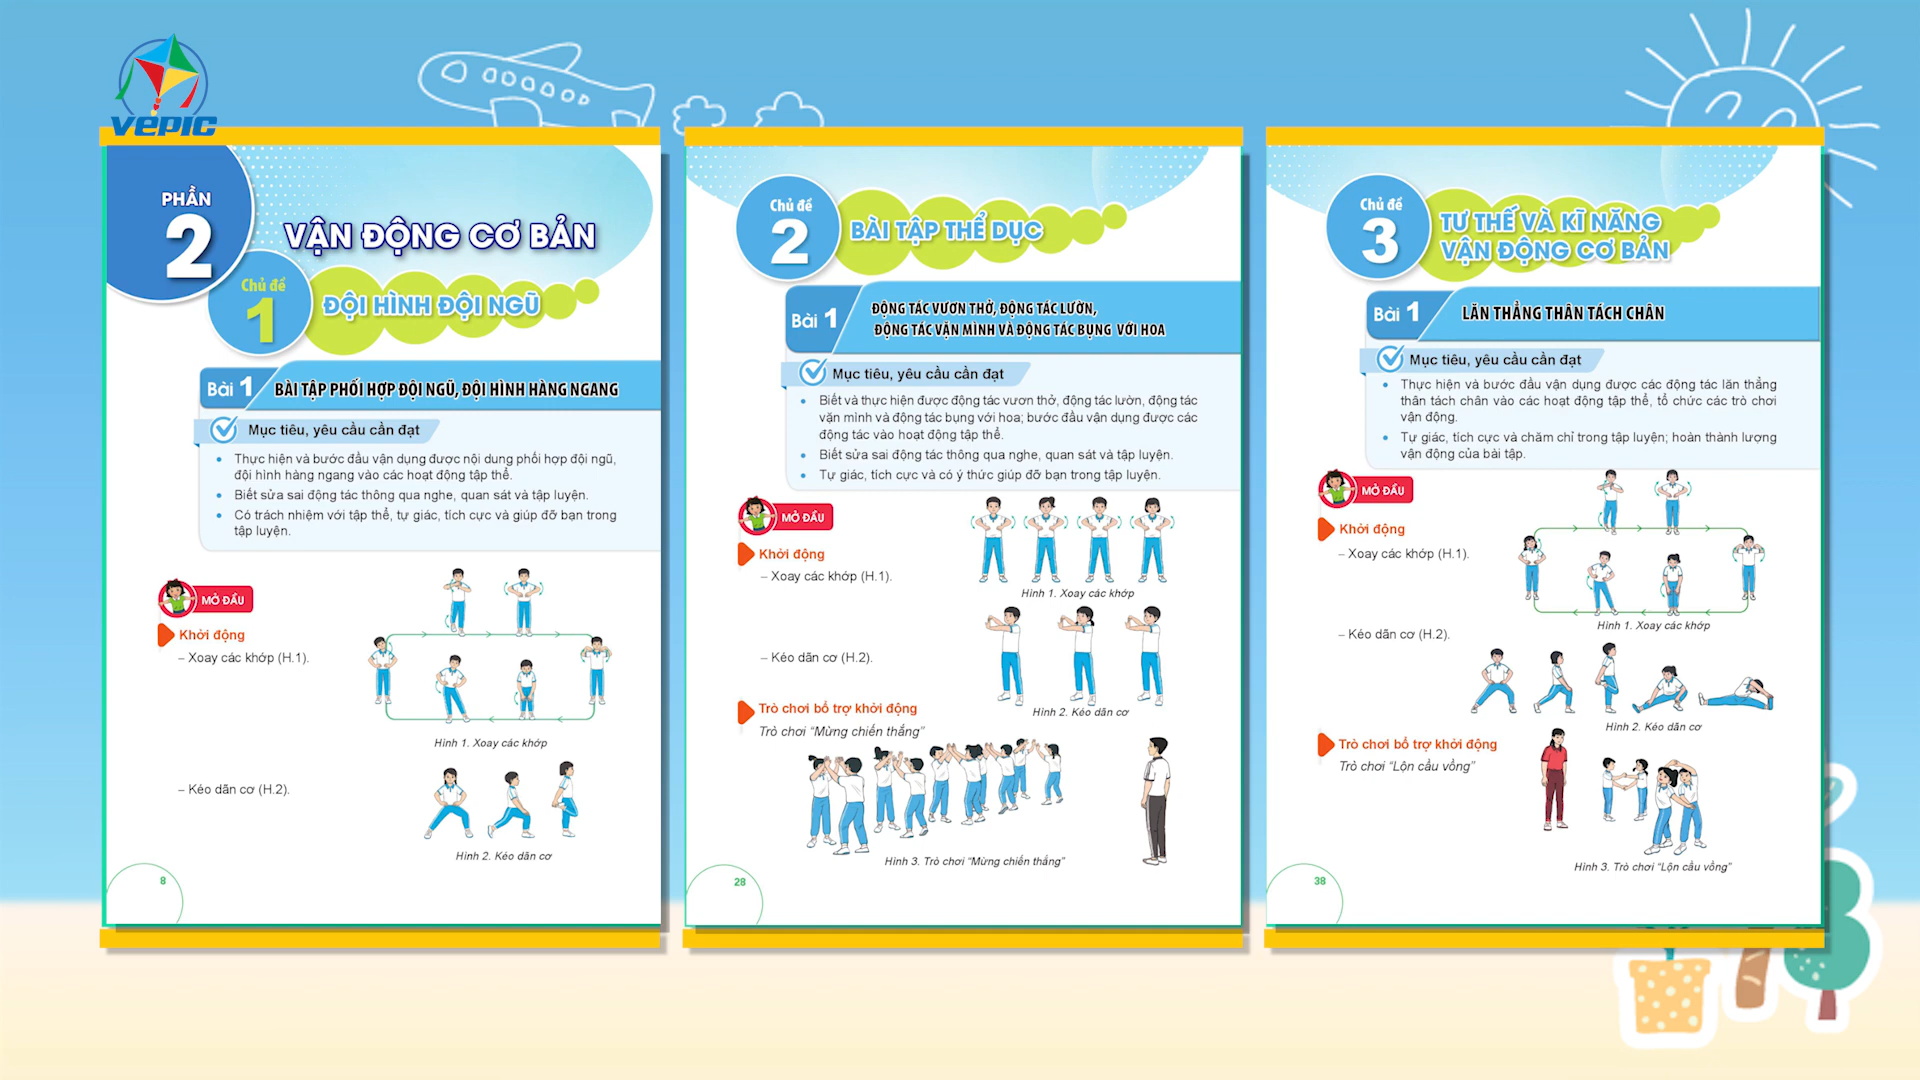 VEPIC
PHẦN
2
VẬN ĐỘNG CƠ BẢN
Chủ đề
1
ĐỘI HÌNH ĐỘI NGŨ
Bài 1
BÀI TẬP PHỐI HỢP ĐỘI NGŨ, ĐỘI HÌNH HÀNG NGANG
Mục tiêu, yêu cầu cần đạt
• Thực hiện và bước đầu vận dụng được nội dung phối hợp đội ngũ,
đội hình hàng ngang vào các hoạt động tập thể.
• Biết sửa sai động tác thông qua nghe, quan sát và tập luyện.
• Có trách nhiệm với tập thể, tự giác, tích cực và giúp đỡ bạn trong
tập luyện.
MỞ ĐẦU
Khởi động
– Xoay các khớp (H.1).
Hình 1. Xoay các khớp
– Kéo dãn cơ (H.2).
Hình 2. Kéo dãn cơ
8
Chủ đề
2
BÀI TẬP THỂ DỤC
Bài 1
ĐỘNG TÁC VƯƠN THỞ, ĐỘNG TÁC LƯỜN,
ĐỘNG TÁC VẶN MÌNH VÀ ĐỘNG TÁC BỤNG VỚI HOA
Mục tiêu, yêu cầu cần đạt
• Biết và thực hiện được động tác vươn thở, động tác lườn, động tác
vặn mình và động tác bụng với hoa; bước đầu vận dụng được các
động tác vào hoạt động tập thể.
• Biết sửa sai động tác thông qua nghe, quan sát và tập luyện.
• Tự giác, tích cực và có ý thức giúp đỡ bạn trong tập luyện.
MỞ ĐẦU
Khởi động
– Xoay các khớp (H.1).
Hình 1. Xoay các khớp
– Kéo dãn cơ (H.2).
Hình 2. Kéo dãn cơ
Trò chơi bổ trợ khởi động
Trò chơi “Mừng chiến thắng”
Hình 3. Trò chơi “Mừng chiến thắng”
28
Chủ đề
3
TƯ THẾ VÀ KĨ NĂNG
VẬN ĐỘNG CƠ BẢN
Bài 1
LĂN THẲNG THÂN TÁCH CHÂN
Mục tiêu, yêu cầu cần đạt
• Thực hiện và bước đầu vận dụng được các động tác lăn thẳng
thân tách chân vào các hoạt động tập thể, tổ chức các trò chơi
vận động.
• Tự giác, tích cực và chăm chỉ trong tập luyện; hoàn thành lượng
vận động của bài tập.
MỞ ĐẦU
Khởi động
– Xoay các khớp (H.1).
Hình 1. Xoay các khớp
– Kéo dãn cơ (H.2).
Hình 2. Kéo dãn cơ
Trò chơi bổ trợ khởi động
Trò chơi “Lộn cầu vồng”
Hình 3. Trò chơi “Lộn cầu vồng”
38